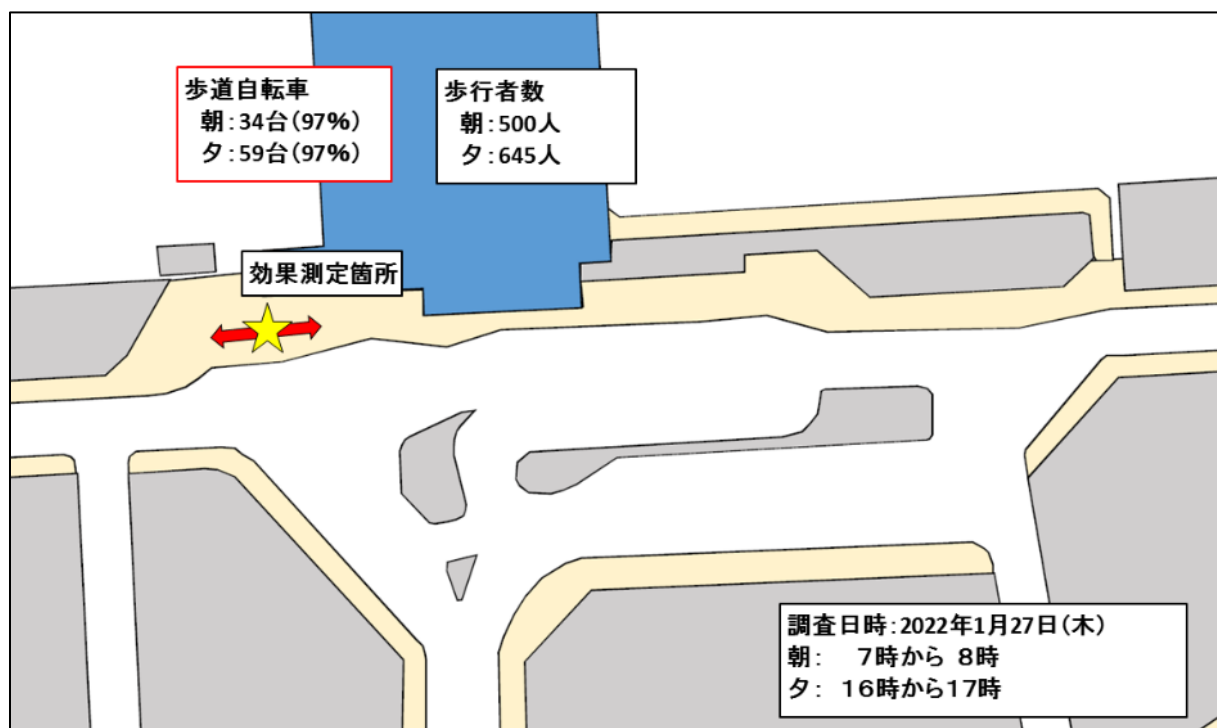 歩道自転車
朝：34台（97％）
夕：59台（97％）
歩行者数
朝：500人
夕：645人
効果測定箇所
調査日時：2022年1月27日（木）
朝：　7時から 8時
夕： 16時から17時